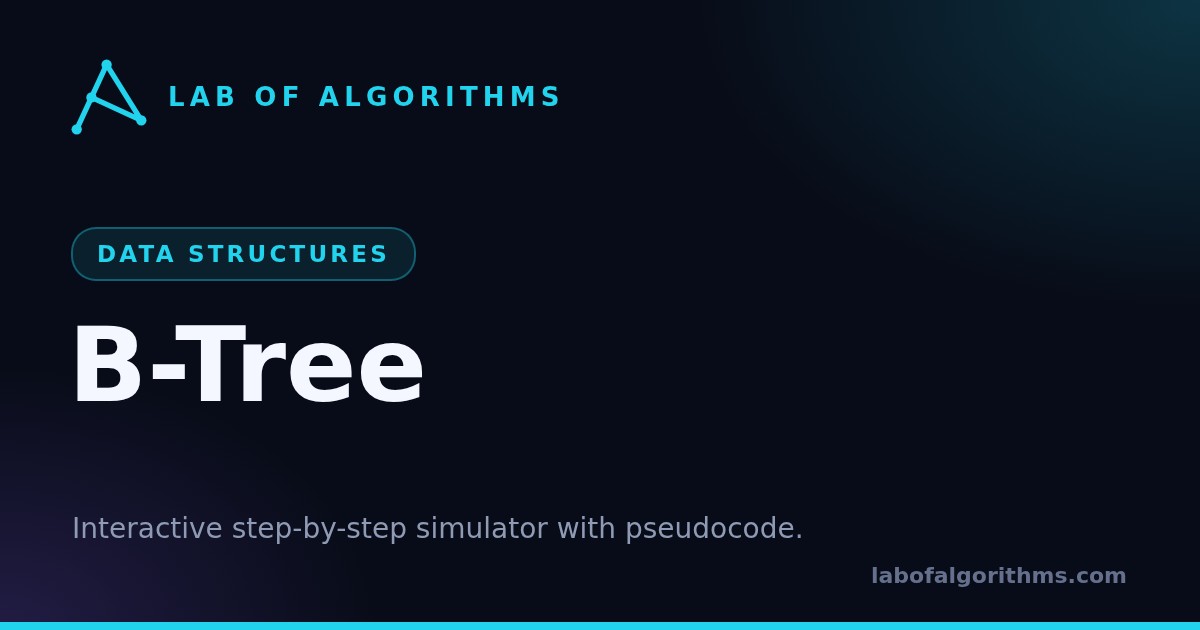 LAB OF ALGORITHMS
DATA STRUCTURES
B-Tree
Interactive step-by-step simulator with pseudocode.
labofalgorithms.com